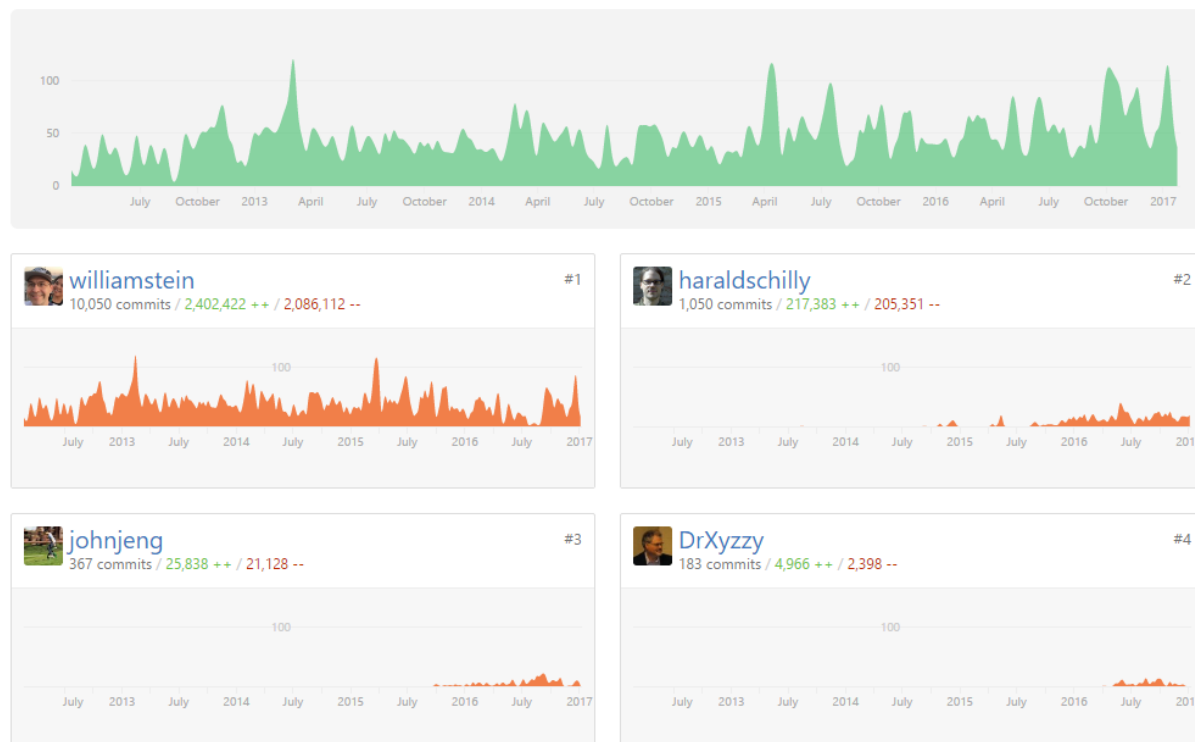 100
50
0
July October 2013 April July October 2014 April July October 2015 April July October 2016 April July October 2017
williamstein #1
10,050 commits / 2,402,422 ++ / 2,086,112 --
100
July 2013 July 2014 July 2015 July 2016 July 2017
haraldschilly #2
1,050 commits / 217,383 ++ / 205,351 --
100
July 2013 July 2014 July 2015 July 2016 July 201
johnjeng #3
367 commits / 25,838 ++ / 21,128 --
100
July 2013 July 2014 July 2015 July 2016 July 2017
DrXyzzy #4
183 commits / 4,966 ++ / 2,398 --
100
July 2013 July 2014 July 2015 July 2016 July 201